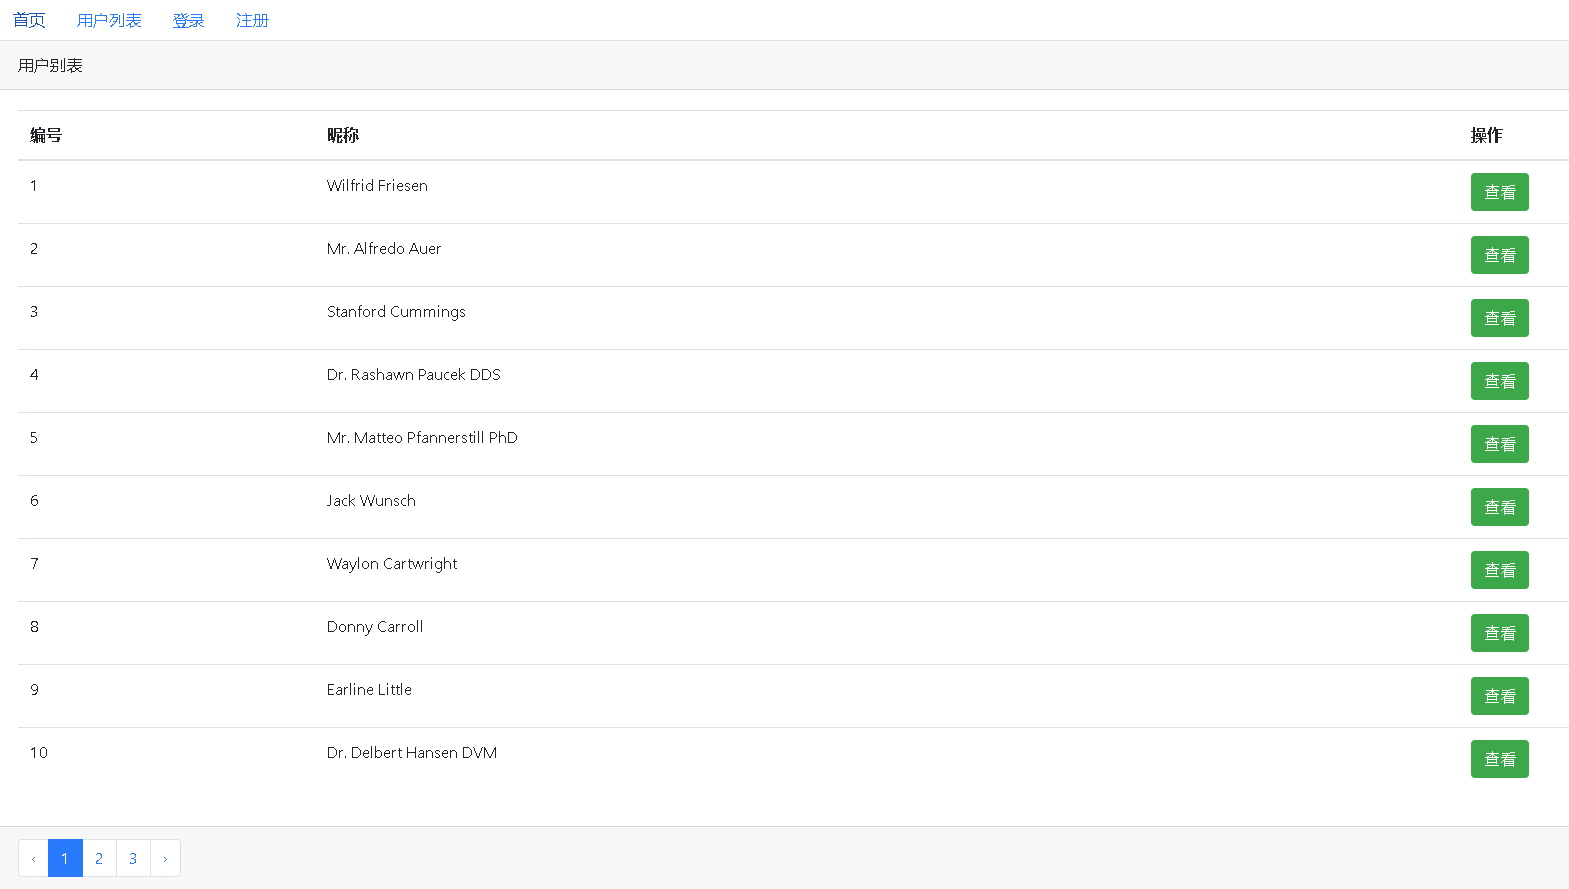 首页 用户列表 登录 注册
用户别表
编号 昵称 操作
1 Wilfrid Friesen 查看
2 Mr. Alfredo Auer 查看
3 Stanford Cummings 查看
4 Dr. Rashawn Paucek DDS 查看
5 Mr. Matteo Pfannerstill PhD 查看
6 Jack Wunsch 查看
7 Waylon Cartwright 查看
8 Donny Carroll 查看
9 Earline Little 查看
10 Dr. Delbert Hansen DVM 查看
‹ 1 2 3 ›